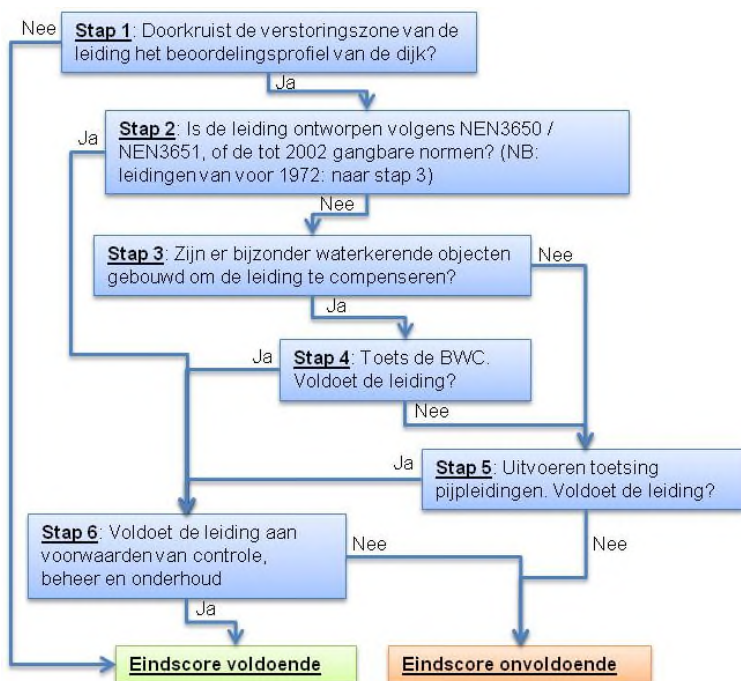 Nee
Stap 1: Doorkruist de verstoringszone van de
leiding het beoordelingsprofiel van de dijk?
Ja
Ja
Stap 2: Is de leiding ontworpen volgens NEN3650 /
NEN3651, of de tot 2002 gangbare normen? (NB:
leidingen van voor 1972: naar stap 3)
Nee
Stap 3: Zijn er bijzonder waterkerende objecten
gebouwd om de leiding te compenseren?
Nee
Ja
Ja
Stap 4: Toets de BWC.
Voldoet de leiding?
Nee
Ja
Stap 5: Uitvoeren toetsing
pijpleidingen. Voldoet de leiding?
Stap 6: Voldoet de leiding aan
voorwaarden van controle,
beheer en onderhoud
Nee
Nee
Ja
Eindscore voldoende
Eindscore onvoldoende